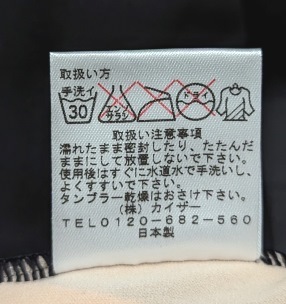 取扱い方
手洗イ
30
エンソ
サラシ
ドライ
取扱い注意事項
濡れたまま密封したり、たたんだ
ままにして放置しないで下さい。
使用後はすぐに水道水で手洗いし、
よくすすいで下さい。
タンブラー乾燥はおさけ下さい。
(株) カイザー
TEL0120-682-560
日本製